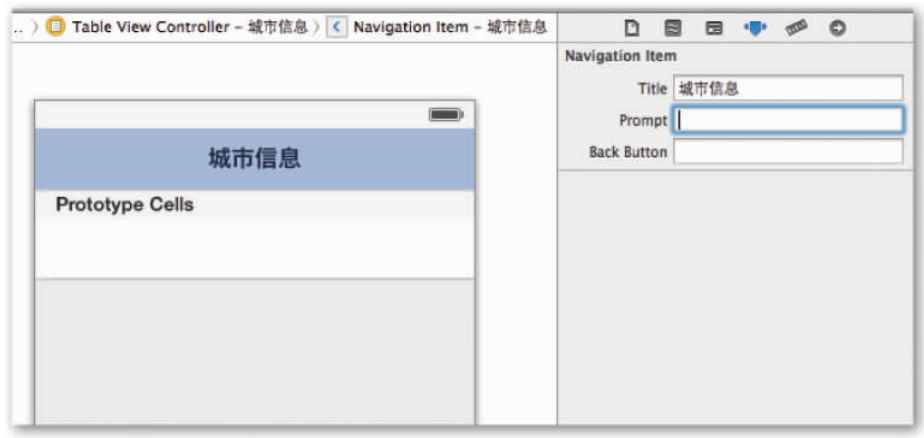 .. 〉 Table View Controller – 城市信息 〉 < Navigation Item – 城市信息
Navigation Item
Title 城市信息
Prompt
Back Button
城市信息
Prototype Cells